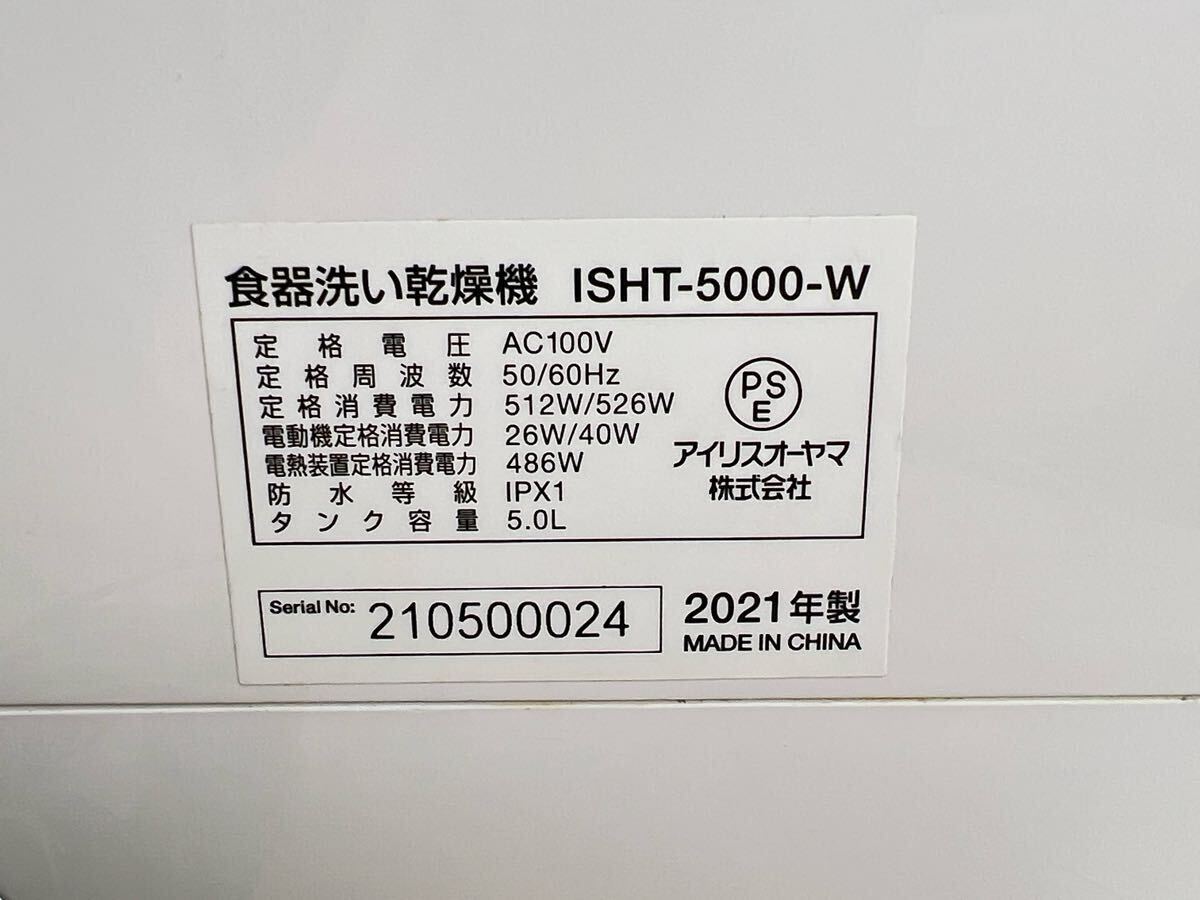 食器洗い乾燥機 ISHT-5000-W
定格電圧 AC100V
定格周波数 50/60Hz
定格消費電力 512W/526W
電動機定格消費電力 26W/40W
電熱装置定格消費電力 486W
防水等級 IPX1
タンク容量 5.0L
PS
E
アイリスオーヤマ
株式会社
Serial No: 210500024
2021年製
MADE IN CHINA